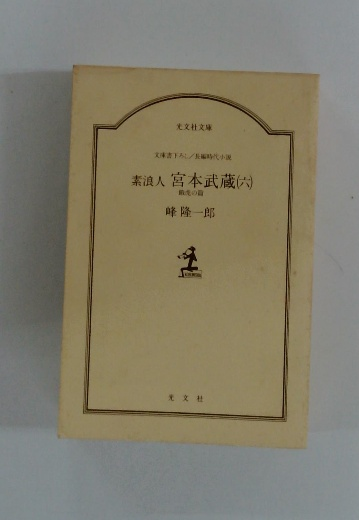 光文社文庫
文庫書下ろし/長編時代小説
素浪人 宮本武蔵(六)
峰 隆一郎
光文社